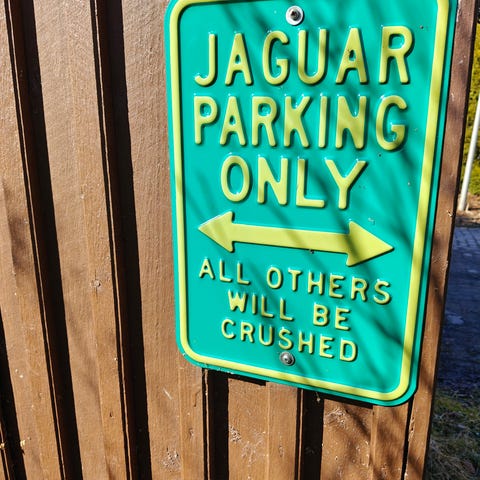 JAGUAR
PARKING
ONLY
ALL OTHERS
WILL BE
CRUSHED